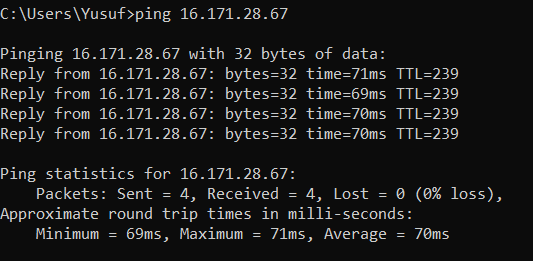 C:\Users\Yusuf>ping 16.171.28.67
Pinging 16.171.28.67 with 32 bytes of data:
Reply from 16.171.28.67: bytes=32 time=71ms TTL=239
Reply from 16.171.28.67: bytes=32 time=69ms TTL=239
Reply from 16.171.28.67: bytes=32 time=70ms TTL=239
Reply from 16.171.28.67: bytes=32 time=70ms TTL=239
Ping statistics for 16.171.28.67:
    Packets: Sent = 4, Received = 4, Lost = 0 (0% loss),
Approximate round trip times in milli-seconds:
    Minimum = 69ms, Maximum = 71ms, Average = 70ms